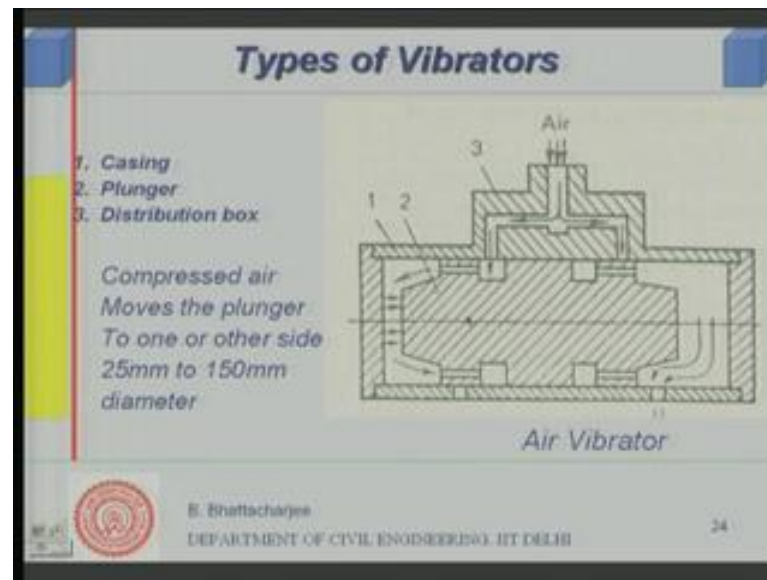 Types of Vibrators
1. Casing
2. Plunger
3. Distribution box
Compressed air
Moves the plunger
To one or other side
25mm to 150mm
diameter
Air
3
1 2
Air Vibrator
B. Bhattacharjee
DEPARTMENT OF CIVIL ENGINEERING, IIT DELHI
24